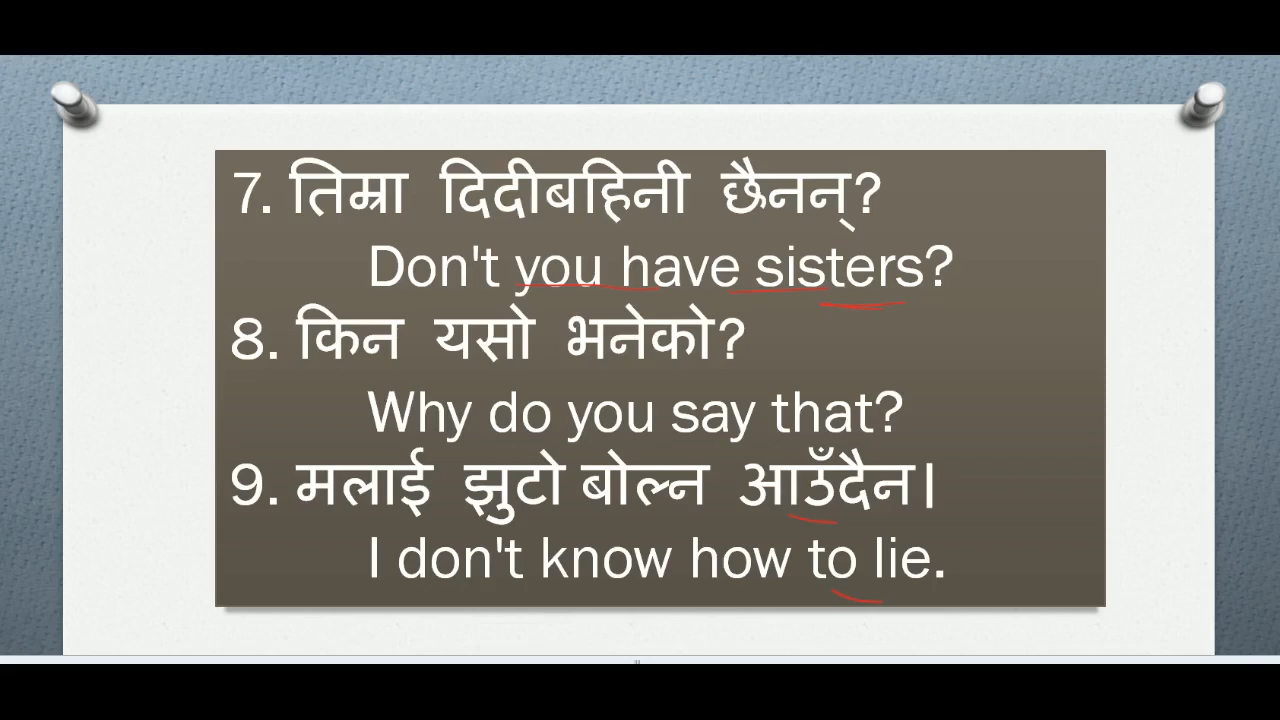 7. तिम्रा दिदीबहिनी छैनन्?
Don't you have sisters?
8. किन यसो भनेको?
Why do you say that?
9. मलाई झुटो बोल्न आउँदैन।
I don't know how to lie.